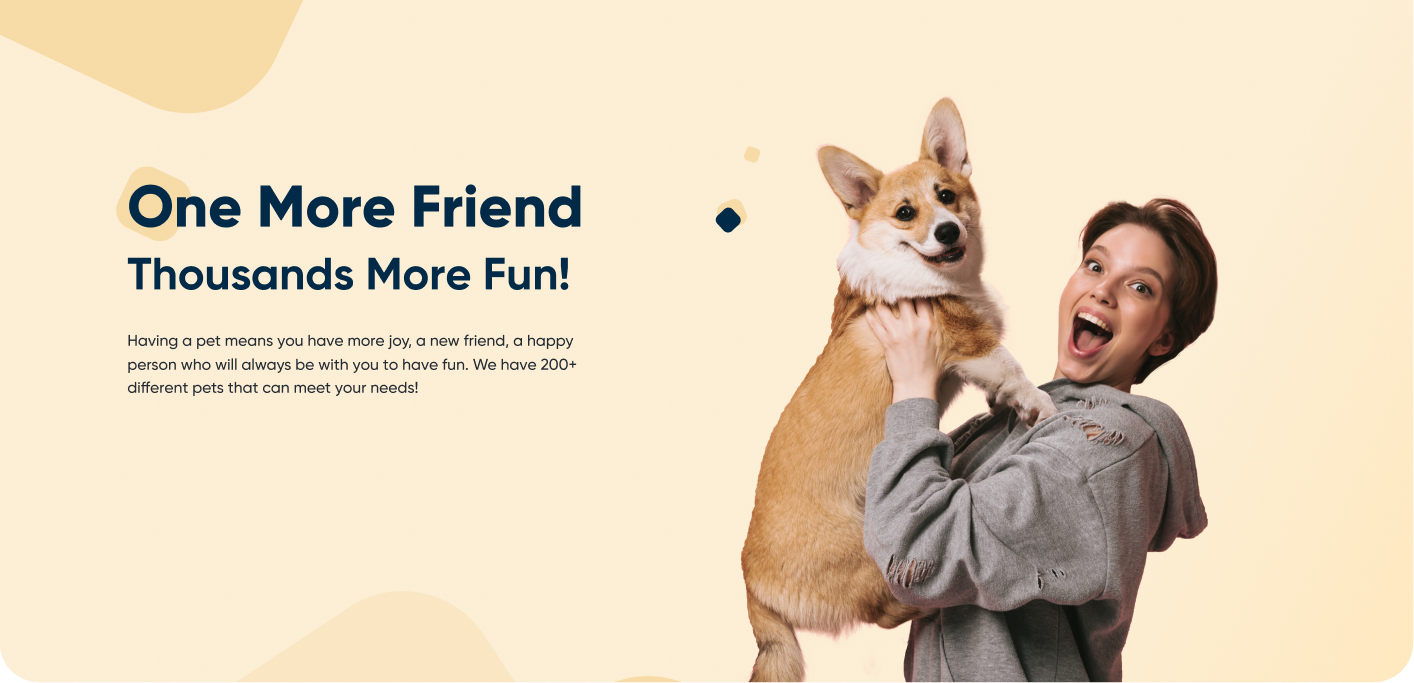 One More Friend
Thousands More Fun!
Having a pet means you have more joy, a new friend, a happy
person who will always be with you to have fun. We have 200+
different pets that can meet your needs!